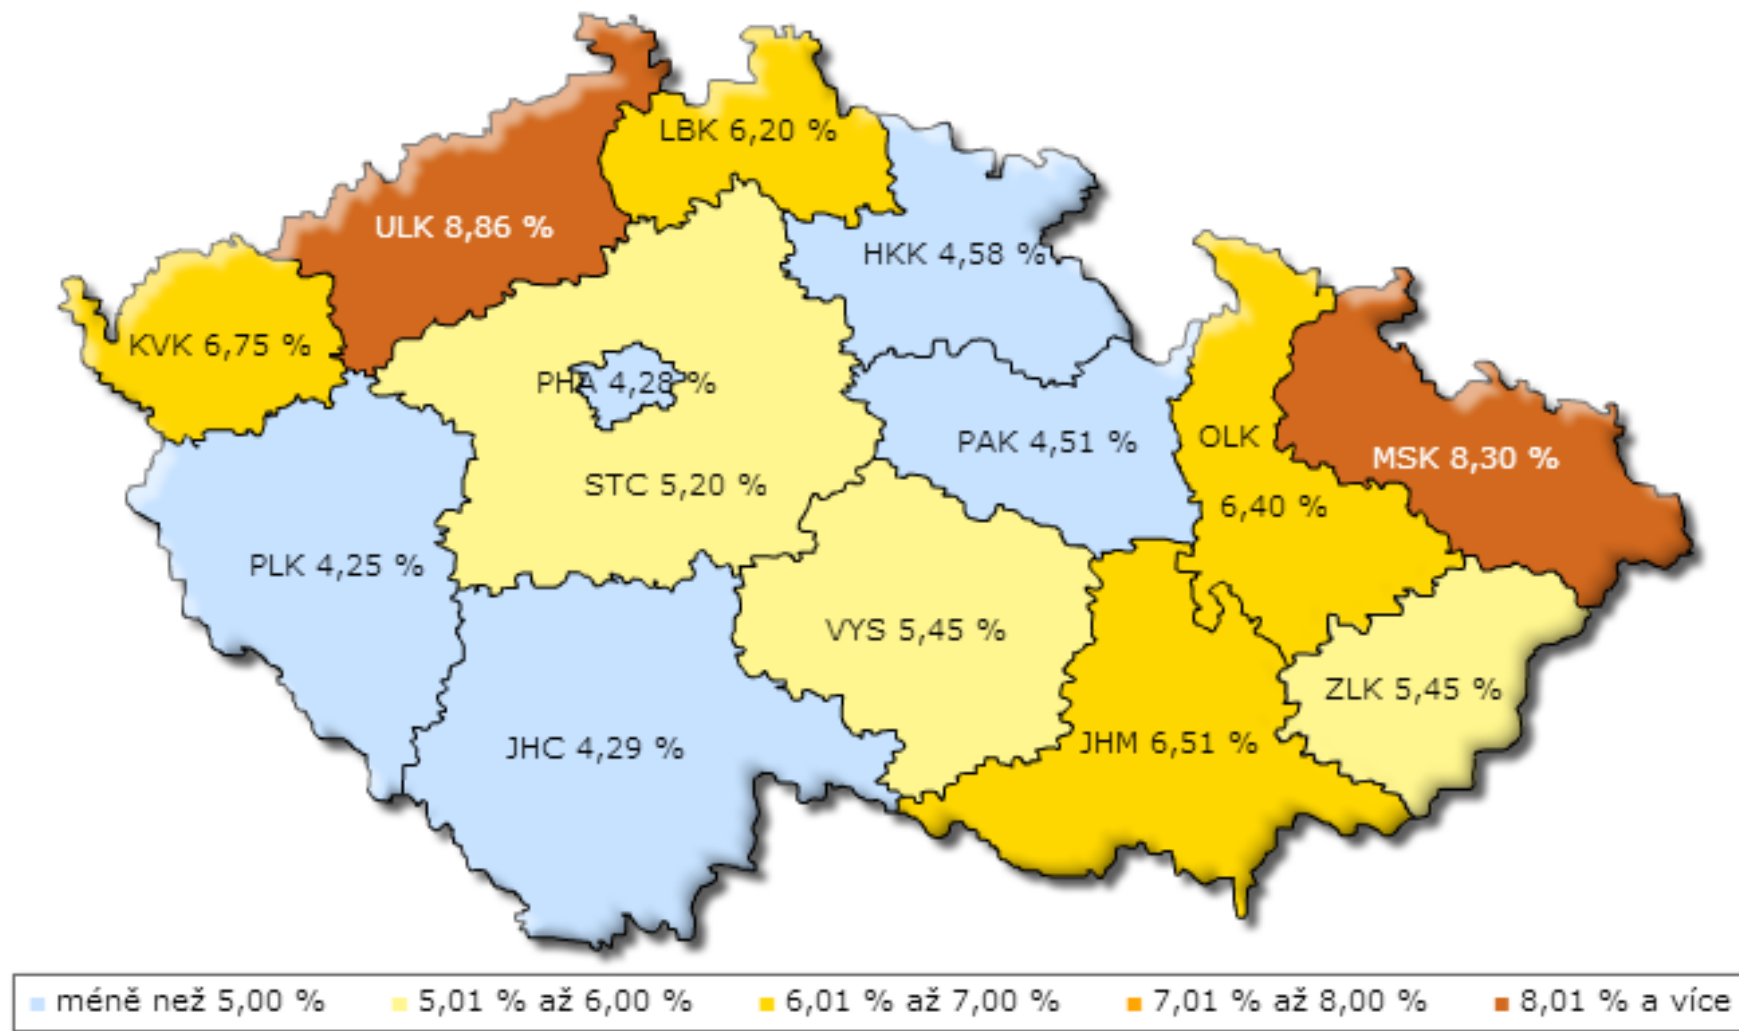 LBK 6,20 %
ULK 8,86 %
HKK 4,58 %
KVK 6,75 %
PHA 4,28 %
PAK 4,51 %
OLK
6,40 %
MSK 8,30 %
STC 5,20 %
PLK 4,25 %
VYS 5,45 %
ZLK 5,45 %
JHC 4,29 %
JHM 6,51 %
méně než 5,00 % 5,01 % až 6,00 % 6,01 % až 7,00 % 7,01 % až 8,00 % 8,01 % a více